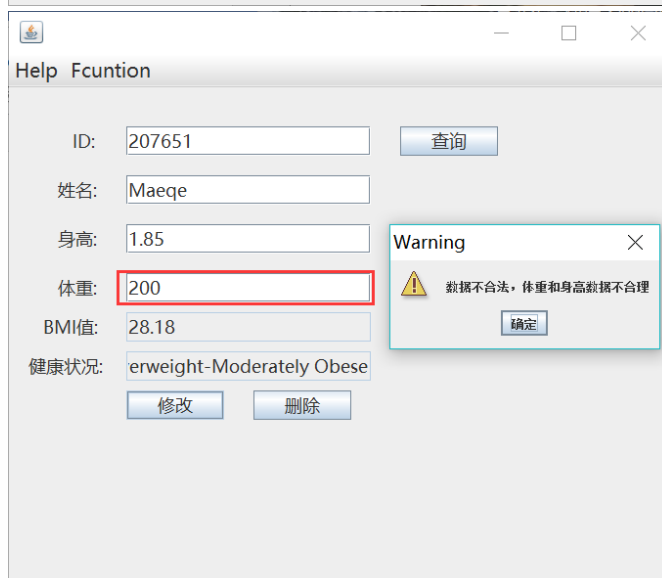 Help Fcuntion
ID: 207651 查询
姓名: Maeqe
身高: 1.85
Warning
体重: 200
数据不合法，体重和身高数据不合理
确定
BMI值: 28.18
健康状况: erweight-Moderately Obese
修改 删除